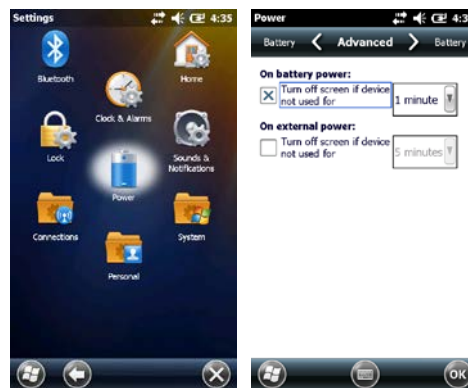 Settings 4:35
Bluetooth
Home
Clock & Alarms
Lock
Sounds &
Notifications
Power
Connections
System
Personal
Power 4:3
Battery Advanced Battery
On battery power:
Turn off screen if device
not used for
1 minute
On external power:
Turn off screen if device
not used for
5 minutes
OK